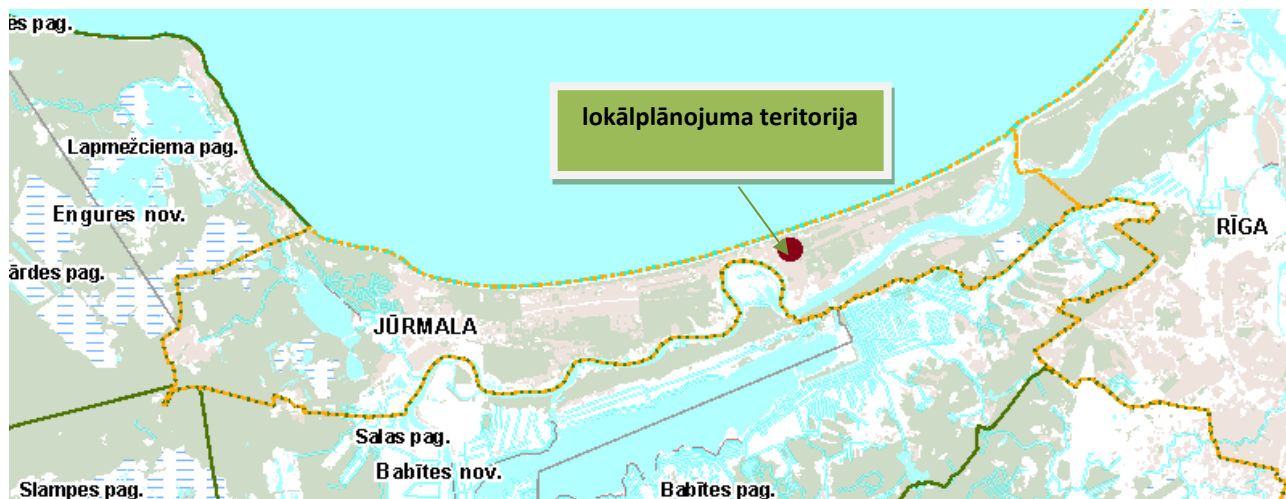 es pag.
lokālplānojuma teritorija
Lapmežciema pag.
Engures nov.
RĪGA
ārdes pag.
JŪRMALA
Salas pag.
Babītes nov.
Slampes pag.
Babītes pag.